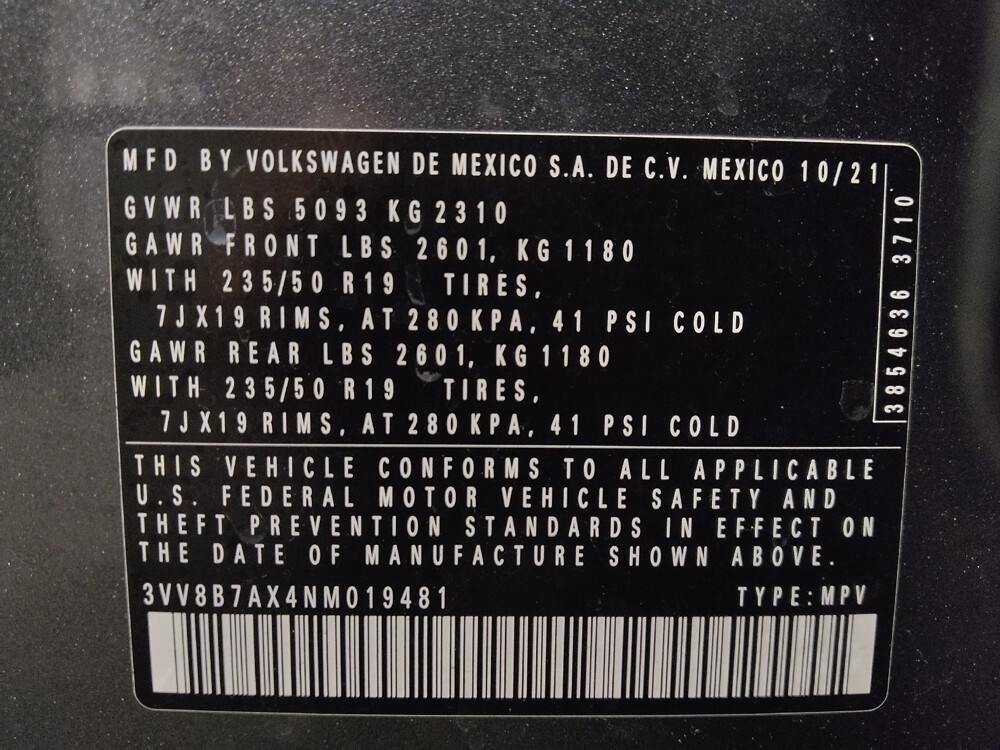 MFD BY VOLKSWAGEN DE MEXICO S.A. DE C.V. MEXICO 10/21
GVWR LBS 5093 KG 2310
GAWR FRONT LBS 2601, KG 1180
WITH 235/50 R19 TIRES,
7JX19 RIMS, AT 280 KPA, 41 PSI COLD
GAWR REAR LBS 2601, KG 1180
WITH 235/50 R19 TIRES,
7JX19 RIMS, AT 280 KPA, 41 PSI COLD
3854636 3710
THIS VEHICLE CONFORMS TO ALL APPLICABLE
U.S. FEDERAL MOTOR VEHICLE SAFETY AND
THEFT PREVENTION STANDARDS IN EFFECT ON
THE DATE OF MANUFACTURE SHOWN ABOVE.
3VV8B7AX4NM019481 TYPE:MPV